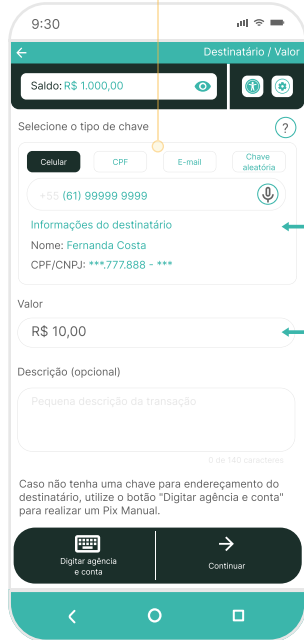 9:30
Destinatário / Valor
Saldo: R$ 1.000,00
Selecione o tipo de chave
?
Celular
CPF
E-mail
Chave
aleatória
+55 (61) 99999 9999
Informações do destinatário
Nome: Fernanda Costa
CPF/CNPJ: ***.777.888 - ***
Valor
R$ 10,00
Descrição (opcional)
Pequena descrição da transação
0 de 140 caracteres
Caso não tenha uma chave para endereçamento do
destinatário, utilize o botão "Digitar agência e conta"
para realizar um Pix Manual.
Digitar agência
e conta
Continuar